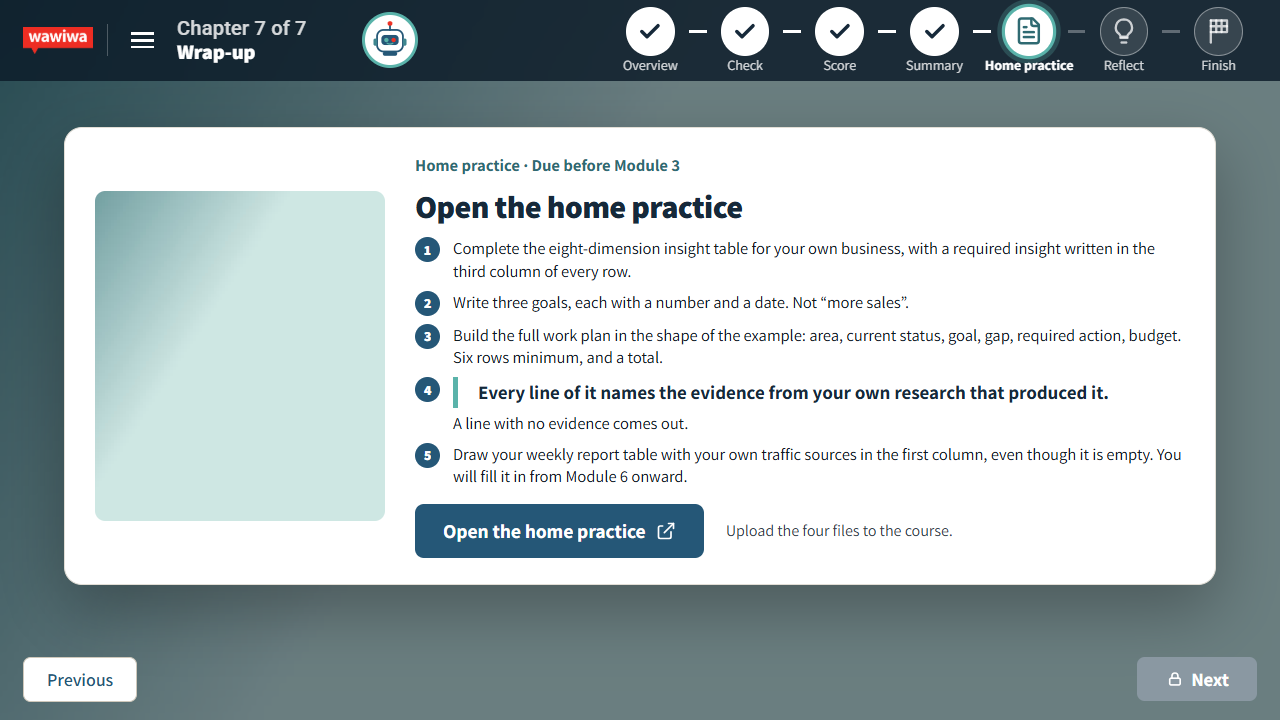 wawiwa
Chapter 7 of 7
Wrap-up
Overview
Check
Score
Summary
Home practice
Reflect
Finish
Home practice · Due before Module 3
Open the home practice
1 Complete the eight-dimension insight table for your own business, with a required insight written in the
third column of every row.
2 Write three goals, each with a number and a date. Not “more sales”.
3 Build the full work plan in the shape of the example: area, current status, goal, gap, required action, budget.
Six rows minimum, and a total.
4 Every line of it names the evidence from your own research that produced it.
A line with no evidence comes out.
5 Draw your weekly report table with your own traffic sources in the first column, even though it is empty. You
will fill it in from Module 6 onward.
Open the home practice
Upload the four files to the course.
Previous
Next